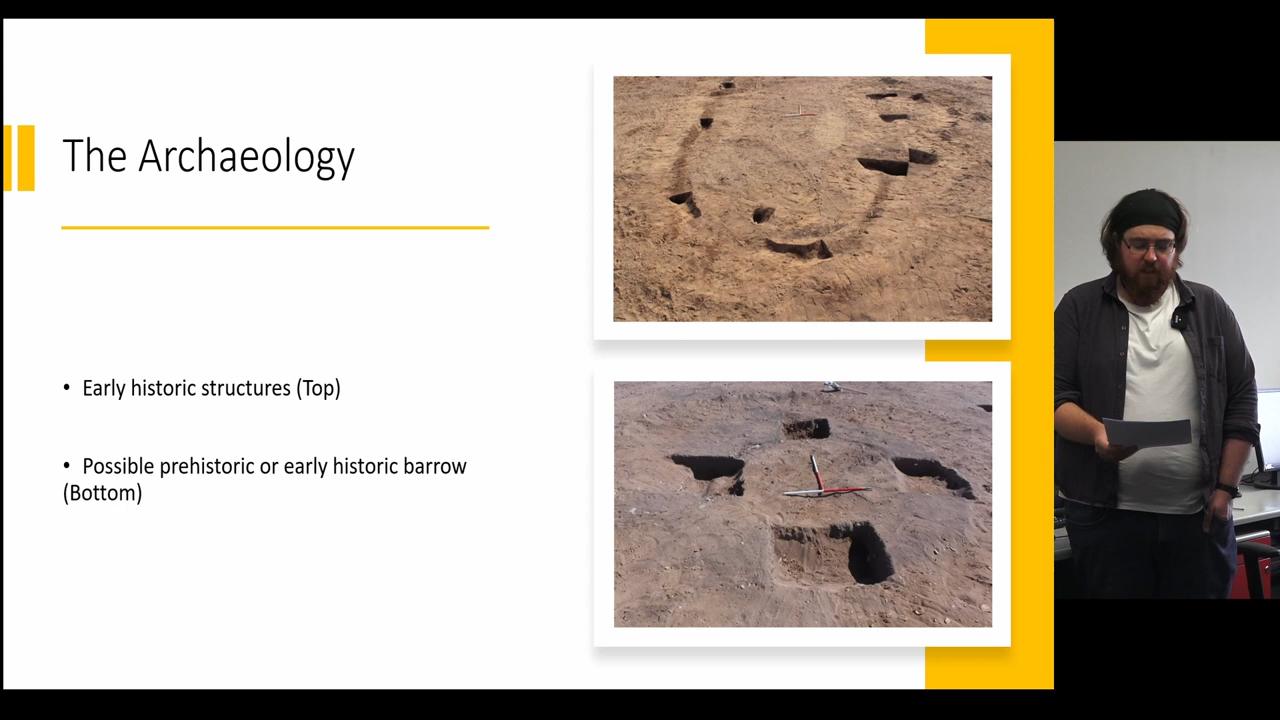 The Archaeology
• Early historic structures (Top)
• Possible prehistoric or early historic barrow
(Bottom)